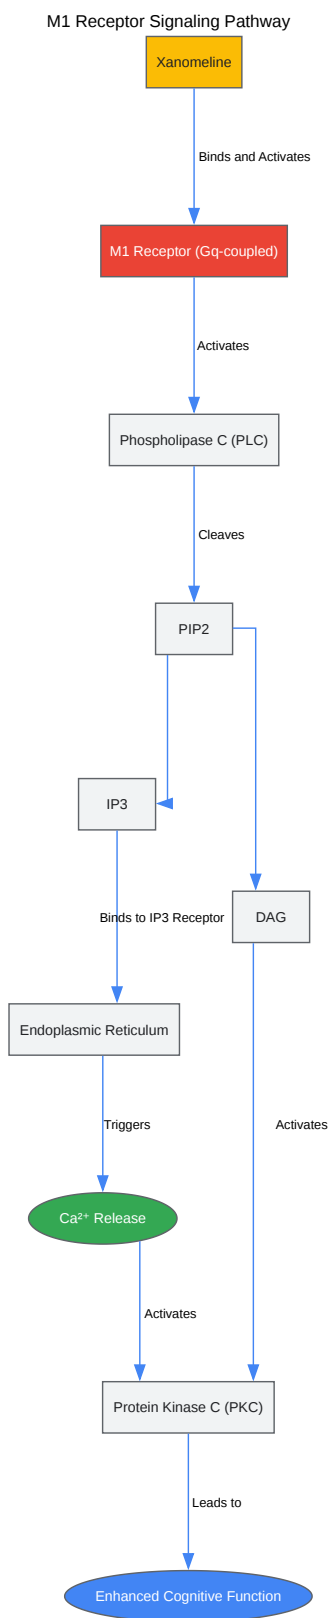 M1 Receptor Signaling Pathway
Xanomeline
Binds and Activates
M1 Receptor (Gq-coupled)
Activates
Phospholipase C (PLC)
Cleaves
PIP2
IP3
Binds to IP3 Receptor
DAG
Endoplasmic Reticulum
Triggers
Activates
Ca²⁺ Release
Activates
Protein Kinase C (PKC)
Leads to
Enhanced Cognitive Function